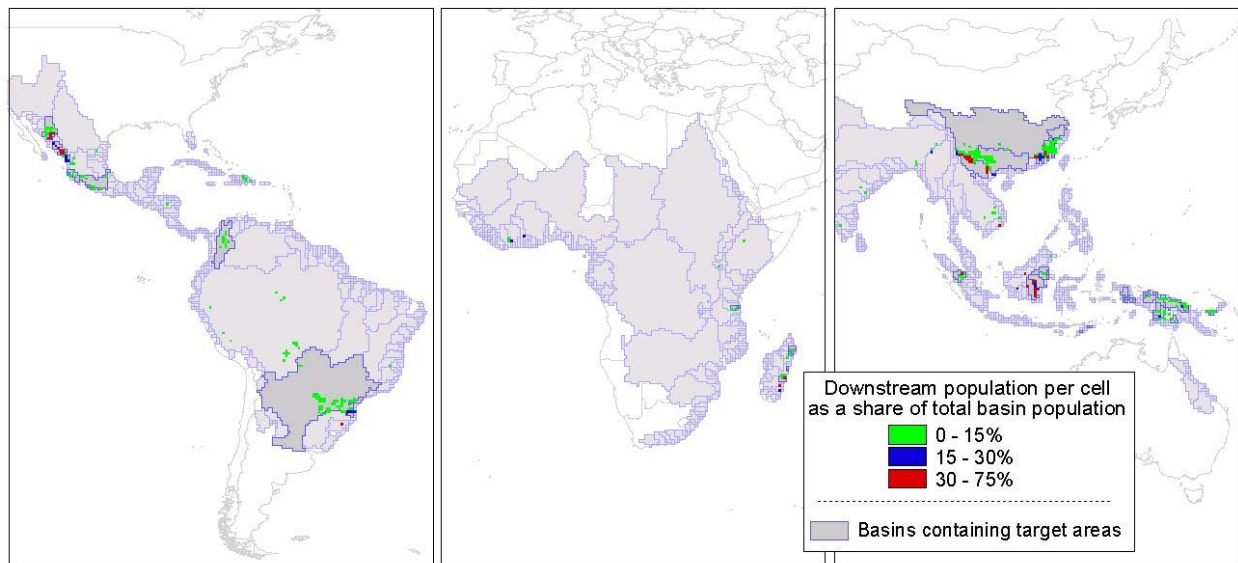 Downstream population per cell
as a share of total basin population
0 - 15%
15 - 30%
30 - 75%
Basins containing target areas